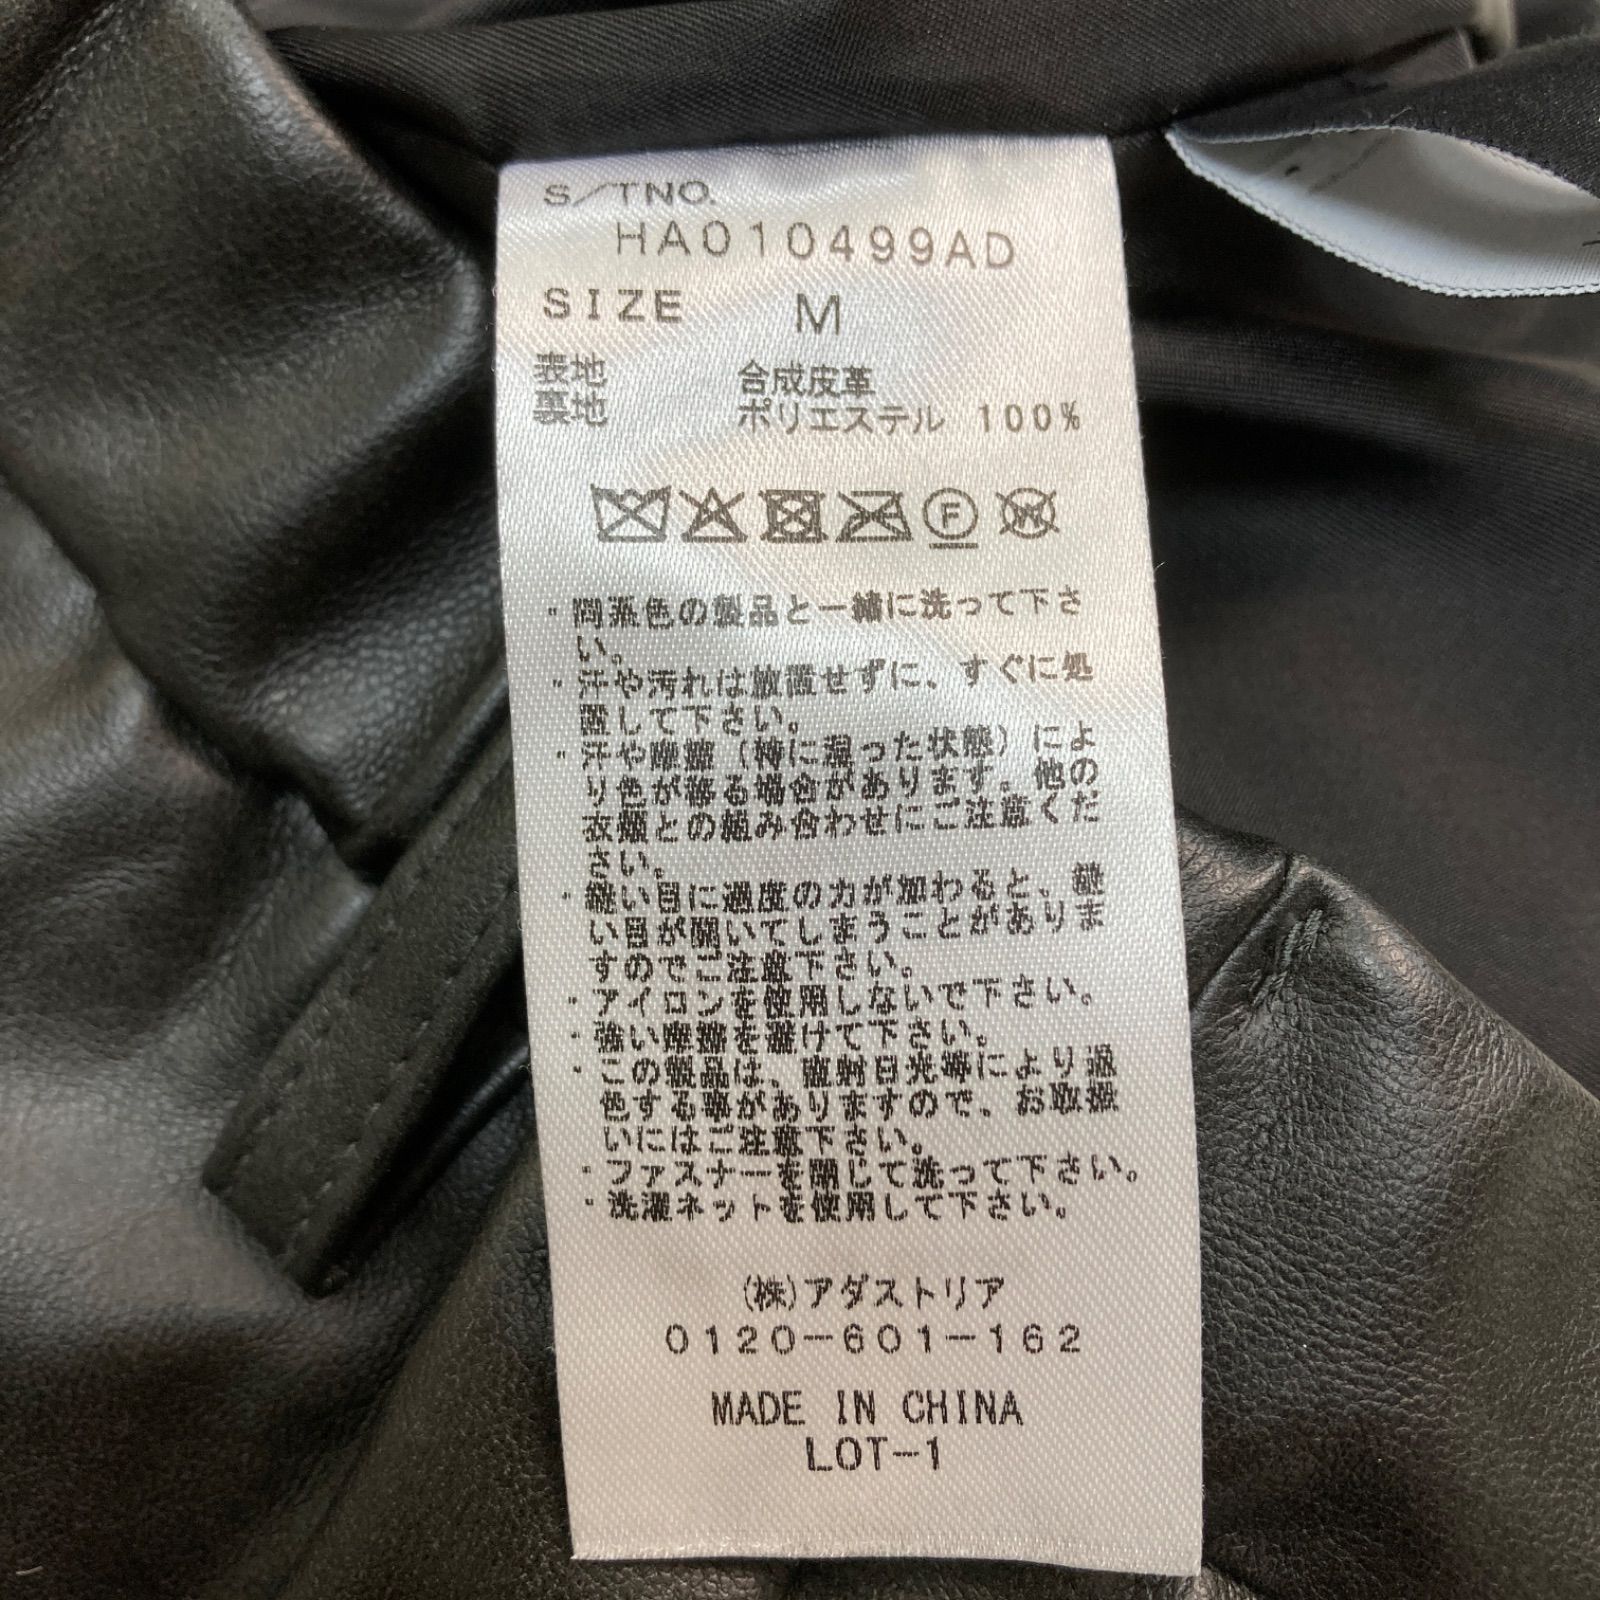 S/TNO.
HA010499AD
SIZE M
表地 合成皮革
裏地 ポリエステル 100%
F W
・同系色の製品と一緒に洗って下さ
い。
・汗や汚れは放置せずに、すぐに処
置して下さい。
・汗や摩擦(特に湿った状態)によ
り色が移る場合があります。他の
衣類との組み合わせにご注意くだ
さい。
・縫い目に過度の力が加わると、縫
い目が開いてしまうことがありま
すのでご注意下さい。
・アイロンを使用しないで下さい。
・強い摩擦を避けて下さい。
・この製品は、直射日光等により退
色する事がありますので、お取扱
いにはご注意下さい。
・ファスナーを閉じて洗って下さい。
・洗濯ネットを使用して下さい。
(株)アダストリア
0120-601-162
MADE IN CHINA
LOT-1